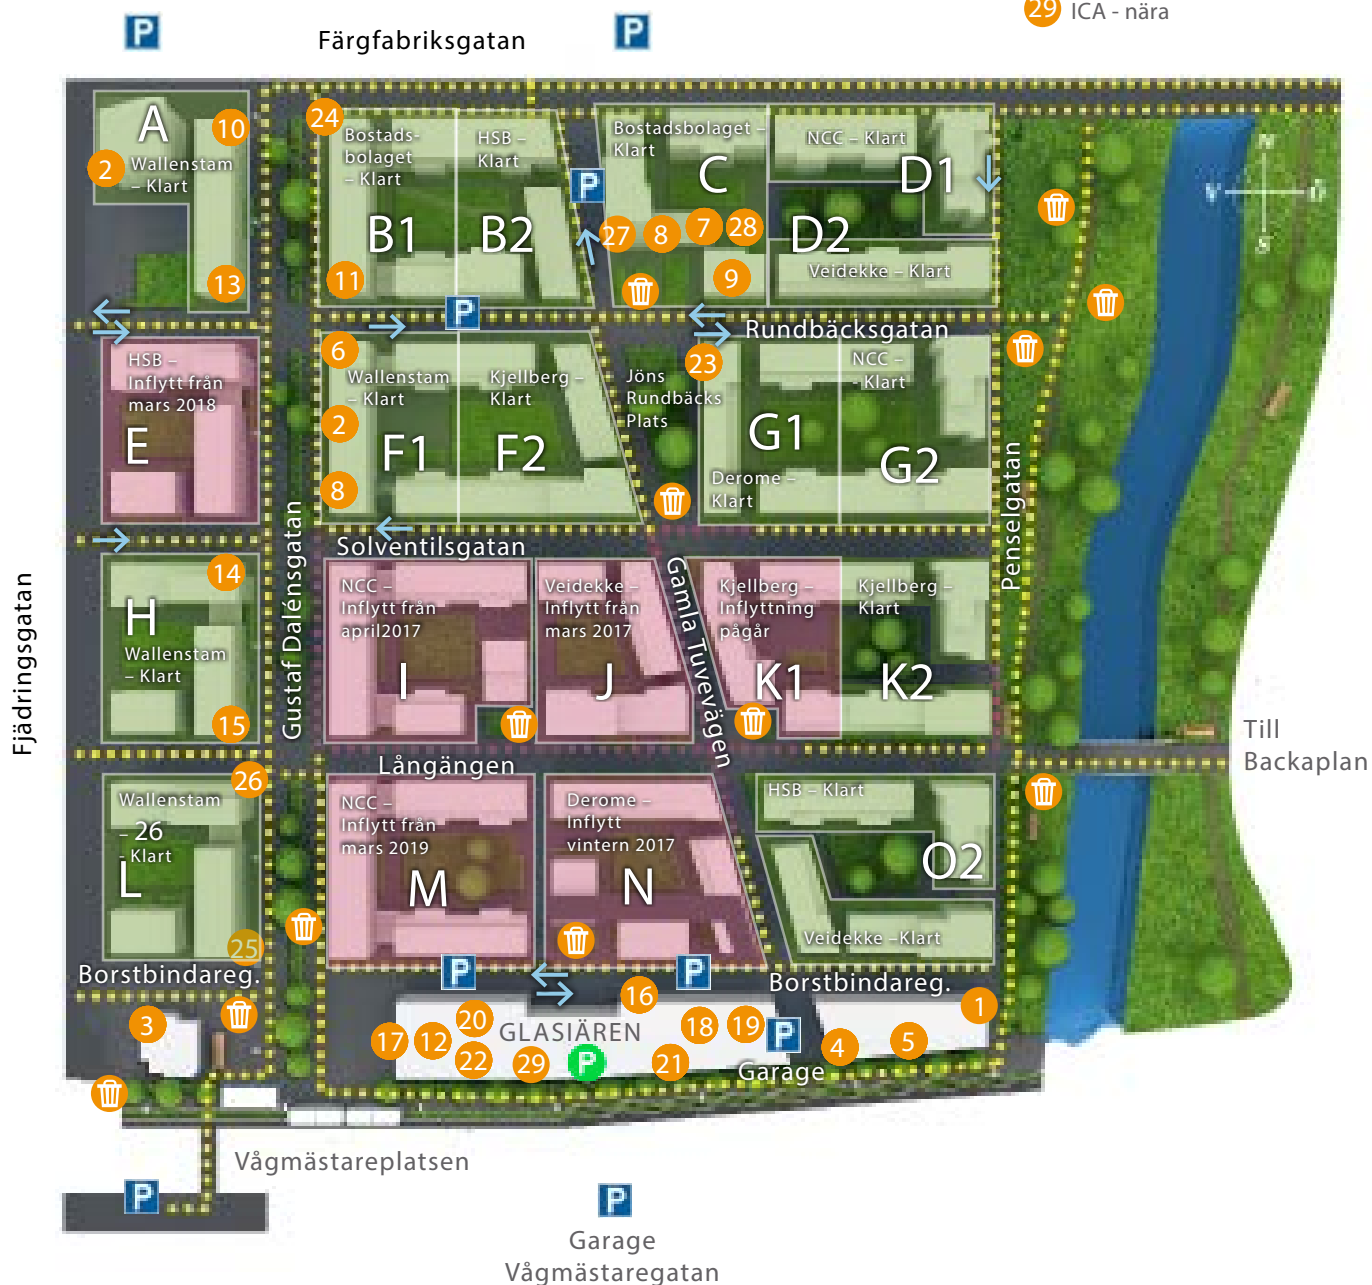 29 ICA - nära
P
P
Färgfabriksgatan
A
10
2
Wallenstam
– Klart
13
24
Bostads-
bolaget
– Klart
B1
11
HSB –
Klart
B2
P
Bostadsbolaget –
Klart
C
27
8
7
28
9
NCC – Klart
D1
D2
Veidekke – Klart
N
V
Ö
S
P
Rundbäcksgatan
HSB –
Inflytt från
mars 2018
E
6
Wallenstam
– Klart
2
F1
8
Kjellberg –
Klart
F2
Jöns
Rundbäcks
Plats
23
G1
Derome –
Klart
NCC –
Klart
G2
Penselgatan
Fjädringsgatan
Gustaf Dalénsgatan
Solventilsgatan
Gamla Tuvevägen
14
H
Wallenstam
– Klart
15
NCC –
Inflytt från
april2017
I
Veidekke –
Inflytt från
mars 2017
J
Kjellberg –
Inflyttning
pågår
K1
Kjellberg –
Klart
K2
Till
Backaplan
Långängen
26
Wallenstam
– 26
- Klart
L
25
NCC –
Inflytt från
mars 2019
M
Derome –
Inflytt
vintern 2017
N
HSB – Klart
O2
Veidekke –Klart
Borstbindareg.
P
P
Borstbindareg.
3
16
1
20
GLASIÄREN
18
19
P
17
12
22
29
P
21
4
5
Garage
Vågmästareplatsen
P
P
Garage
Vågmästaregatan